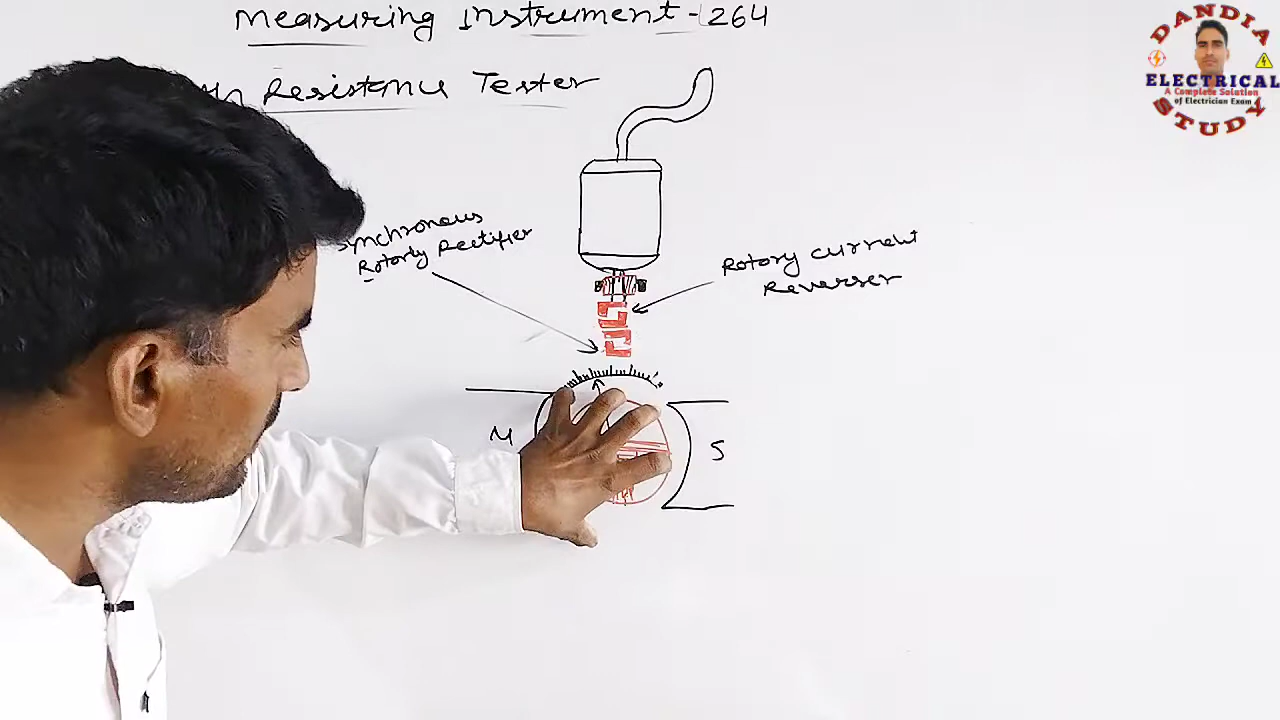 Measuring Instrument - 264
Resistance Tester
Synchronous
Rotary Rectifier
Rotary current
Reverser
N
S
DANDIA
ELECTRICAL
A Complete Solution
of Electrician Exam
STUDY